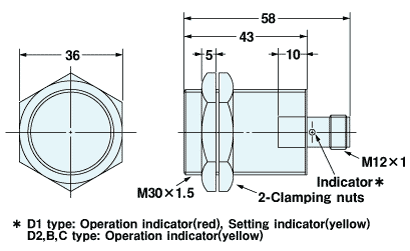 58
43
36
5
10
M12×1
Indicator*
M30×1.5
2-Clamping nuts
* D1 type: Operation indicator(red), Setting indicator(yellow)
D2,B,C type: Operation indicator(yellow)